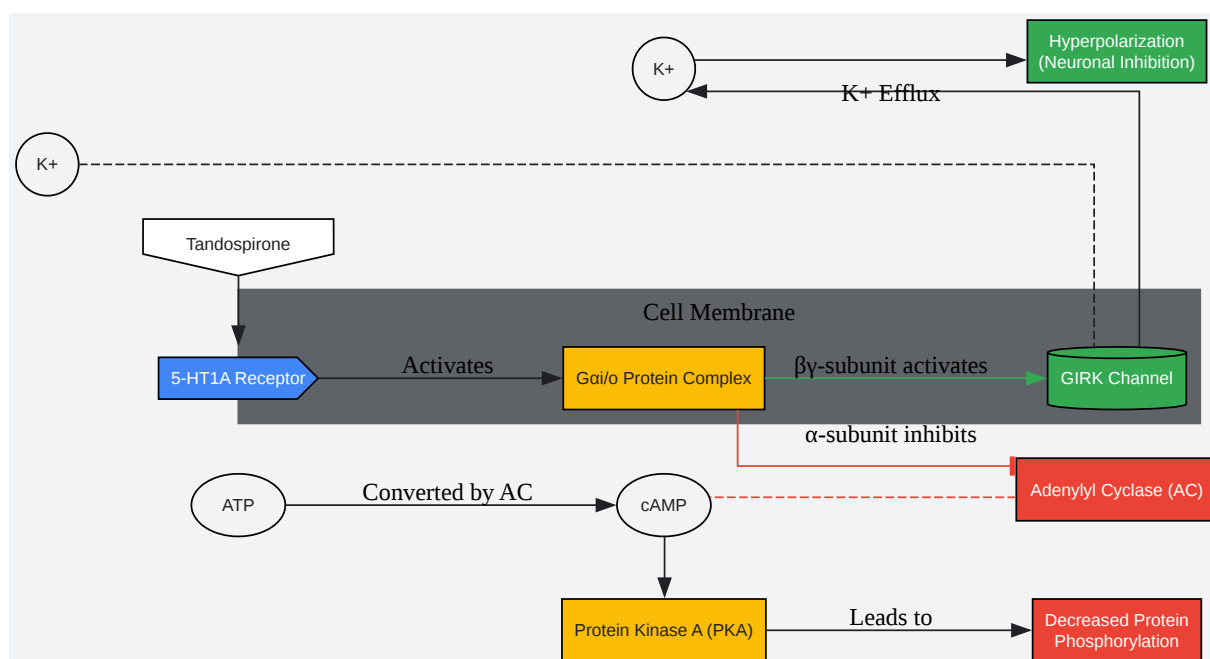 Hyperpolarization
(Neuronal Inhibition)
K+
K+ Efflux
K+
Tandospirone
Cell Membrane
5-HT1A Receptor
Activates
Gαi/o Protein Complex
βγ-subunit activates
GIRK Channel
α-subunit inhibits
Adenylyl Cyclase (AC)
ATP
Converted by AC
cAMP
Protein Kinase A (PKA)
Leads to
Decreased Protein
Phosphorylation